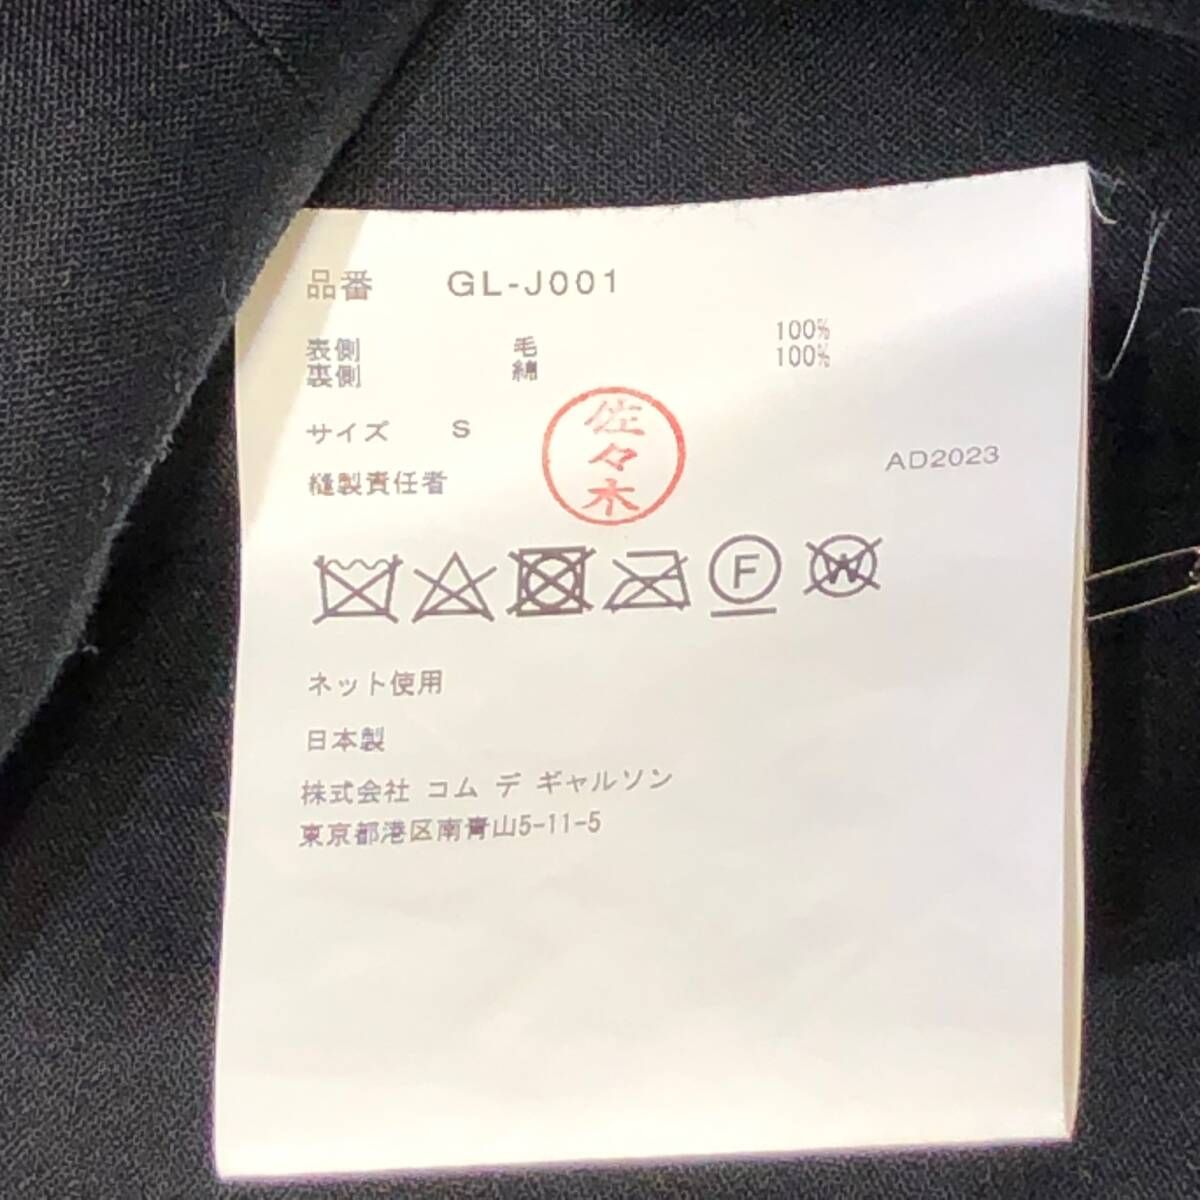 品番 GL-J001
表側 毛 100%
裏側 綿 100%
サイズ S
佐々木
縫製責任者
AD2023
F
W
ネット使用
日本製
株式会社 コム デ ギャルソン
東京都港区南青山5-11-5